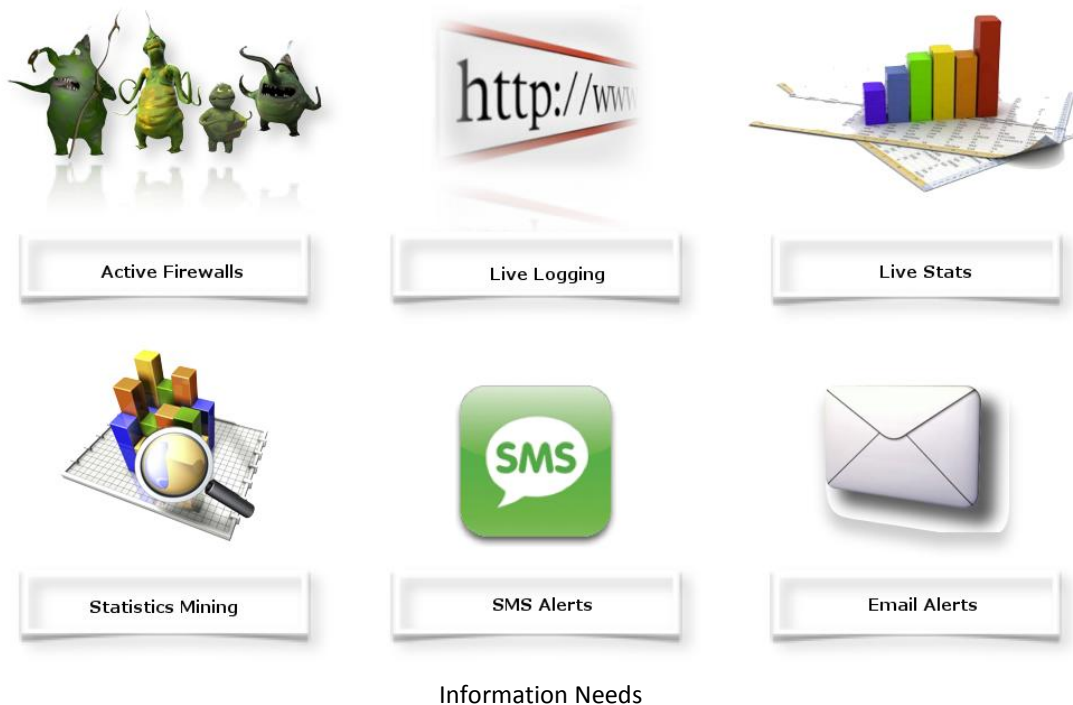 http://www
Active Firewalls
Live Logging
Live Stats
SMS
Statistics Mining
SMS Alerts
Email Alerts
Information Needs